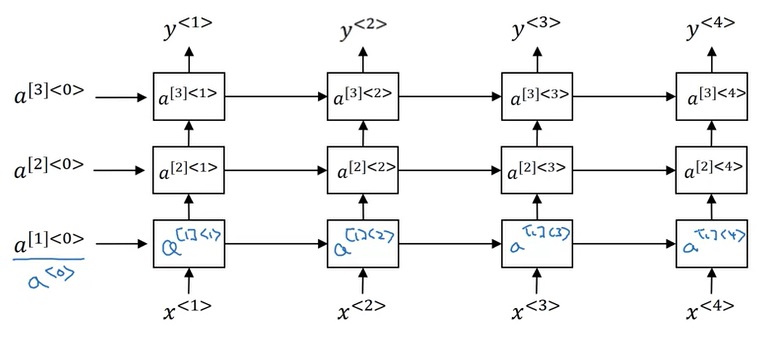 y<1> y<2> y<3> y<4>
a[3]<0> a[3]<1> a[3]<2> a[3]<3> a[3]<4>
a[2]<0> a[2]<1> a[2]<2> a[2]<3> a[2]<4>
a[1]<0> a[1]<1> a[1]<2> a[1]<3> a[1]<4>
a<0>
x<1> x<2> x<3> x<4>